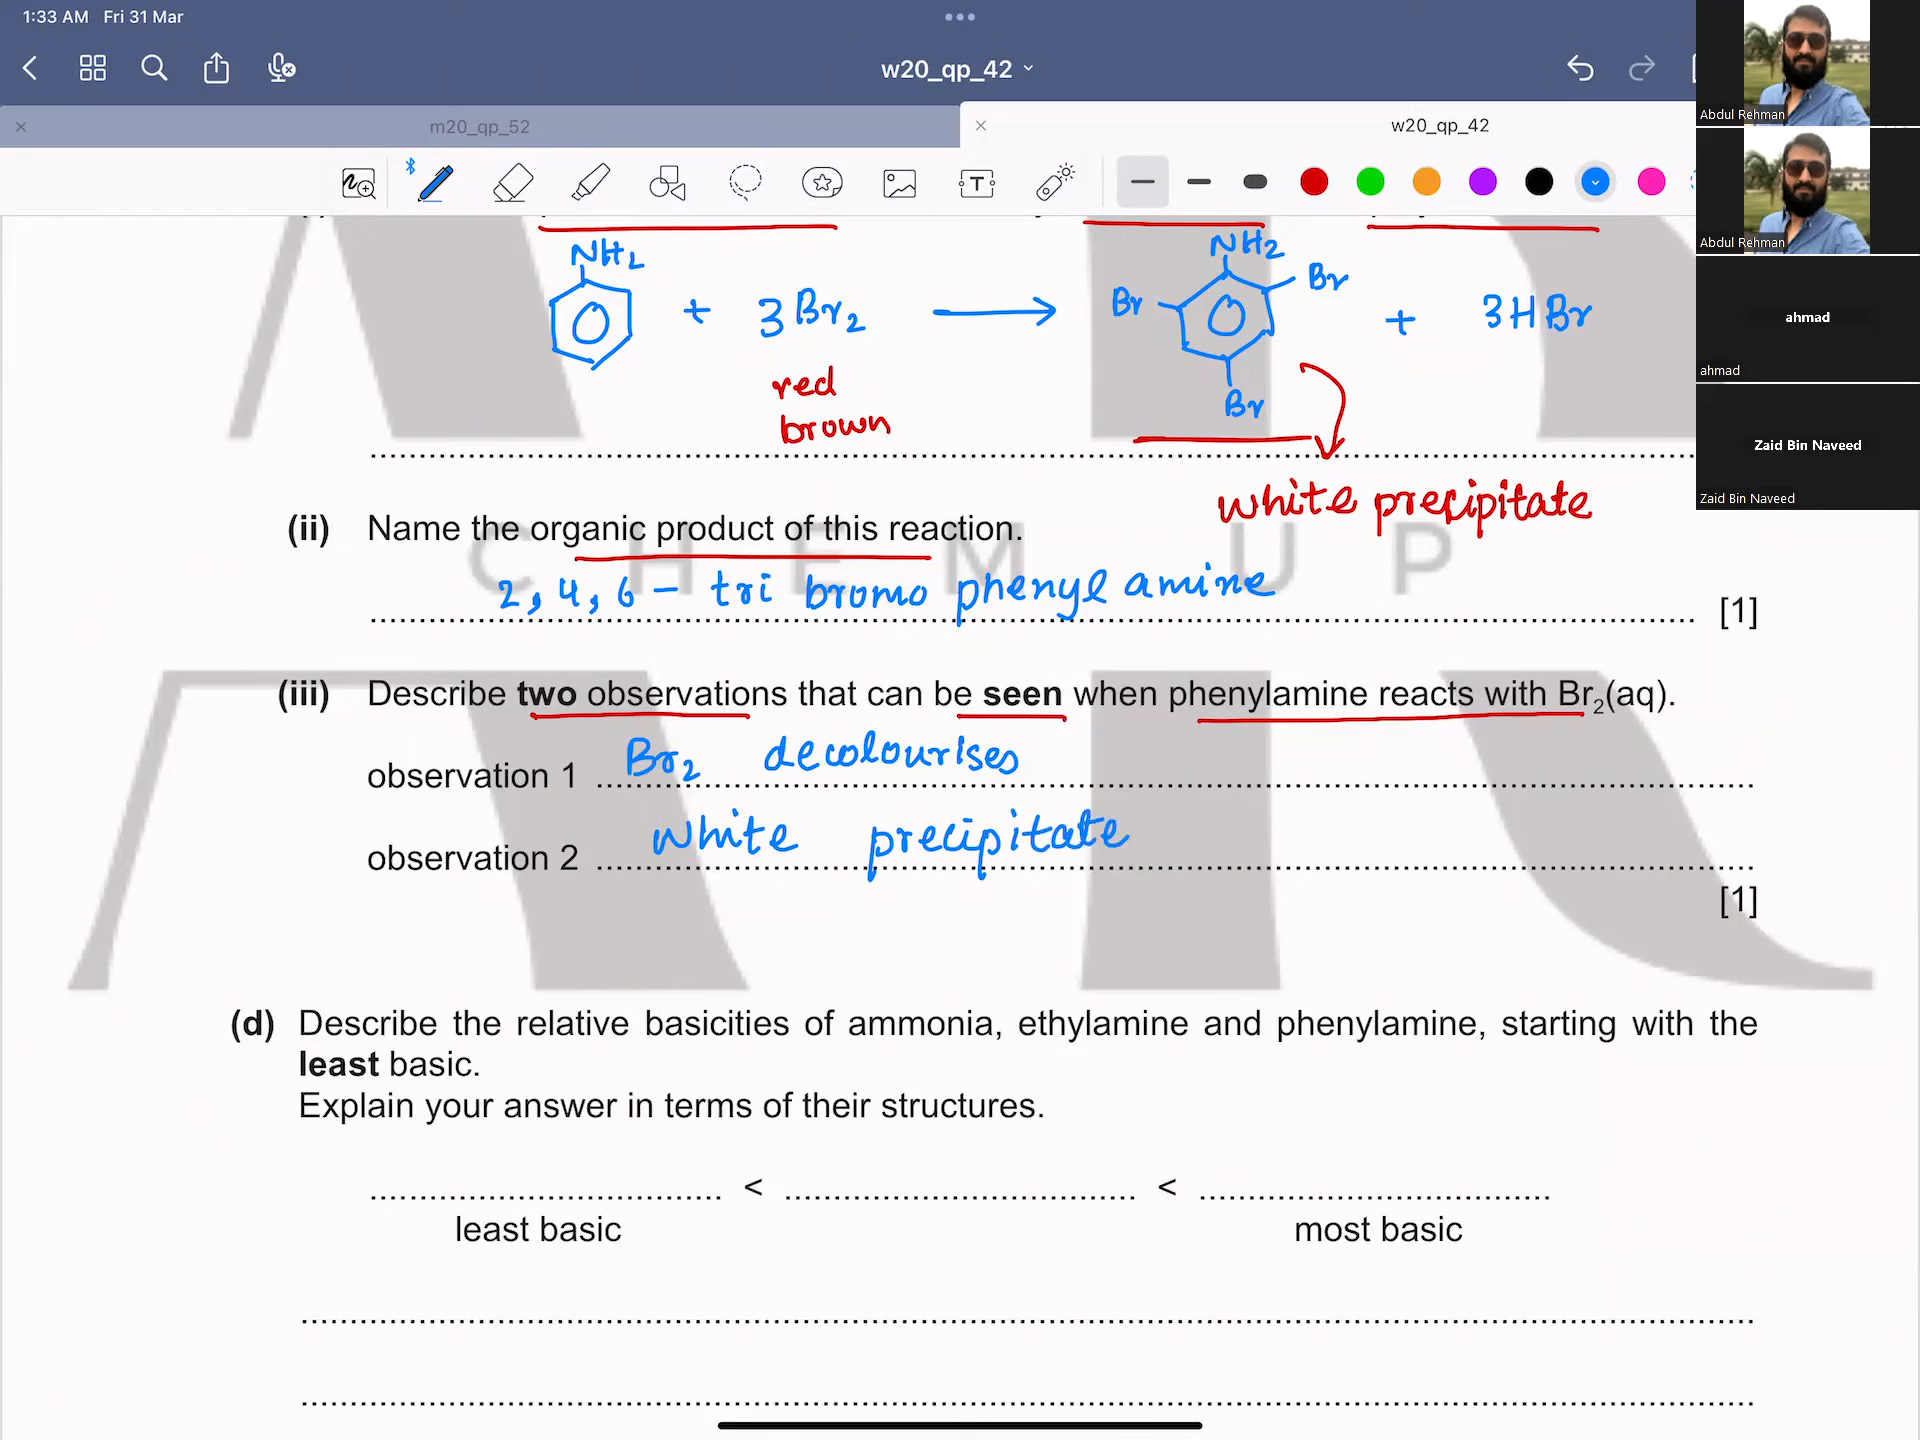 1:33 AM Fri 31 Mar
w20_qp_42
m20_qp_52
w20_qp_42
Abdul Rehman
Abdul Rehman
ahmad
ahmad
Zaid Bin Naveed
Zaid Bin Naveed
NH2 + 3Br2 → NH2 Br Br Br + 3HBr
red
brown
white precipitate
(ii) Name the organic product of this reaction.
CHEM UP
2, 4, 6 - tri bromo phenyl amine
[1]
(iii) Describe two observations that can be seen when phenylamine reacts with Br2(aq).
observation 1 Br2 decolourises
observation 2 white precipitate
[1]
(d) Describe the relative basicities of ammonia, ethylamine and phenylamine, starting with the
least basic.
Explain your answer in terms of their structures.
< <
least basic most basic